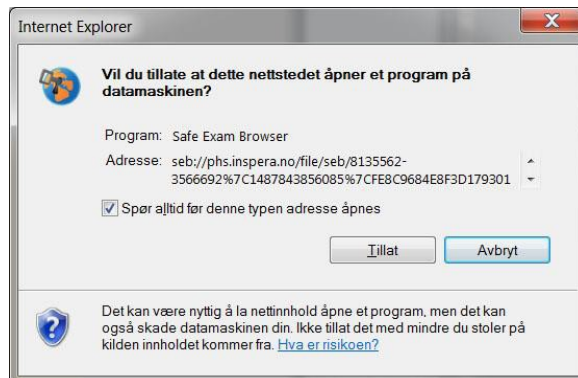 Internet Explorer
Vil du tillate at dette nettstedet åpner et program på
datamaskinen?
Program: Safe Exam Browser
Adresse: seb://phs.inspera.no/file/seb/8135562-
3566692%7C1487843856085%7CFE8C9684E8F3D179301
Spør alltid før denne typen adresse åpnes
Tillat Avbryt
Det kan være nyttig å la nettinnhold åpne et program, men det kan
også skade datamaskinen din. Ikke tillat det med mindre du stoler på
kilden innholdet kommer fra. Hva er risikoen?